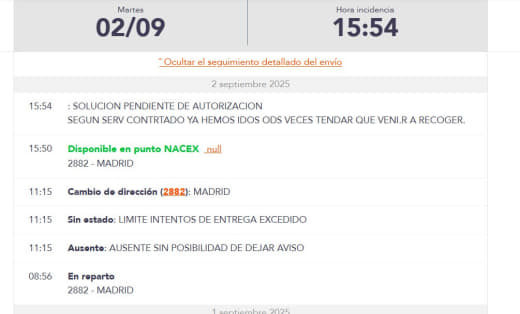 Martes
02/09
Hora incidencia
15:54
ˆ Ocultar el seguimiento detallado del envío
2 septiembre 2025
15:54 : SOLUCION PENDIENTE DE AUTORIZACION
SEGUN SERV CONTRTADO YA HEMOS IDOS ODS VECES TENDAR QUE VENI.R A RECOGER.
15:50 Disponible en punto NACEX null
2882 - MADRID
11:15 Cambio de dirección (2882): MADRID
11:15 Sin estado: LIMITE INTENTOS DE ENTREGA EXCEDIDO
11:15 Ausente: AUSENTE SIN POSIBILIDAD DE DEJAR AVISO
08:56 En reparto
2882 - MADRID
1 septiembre 2025